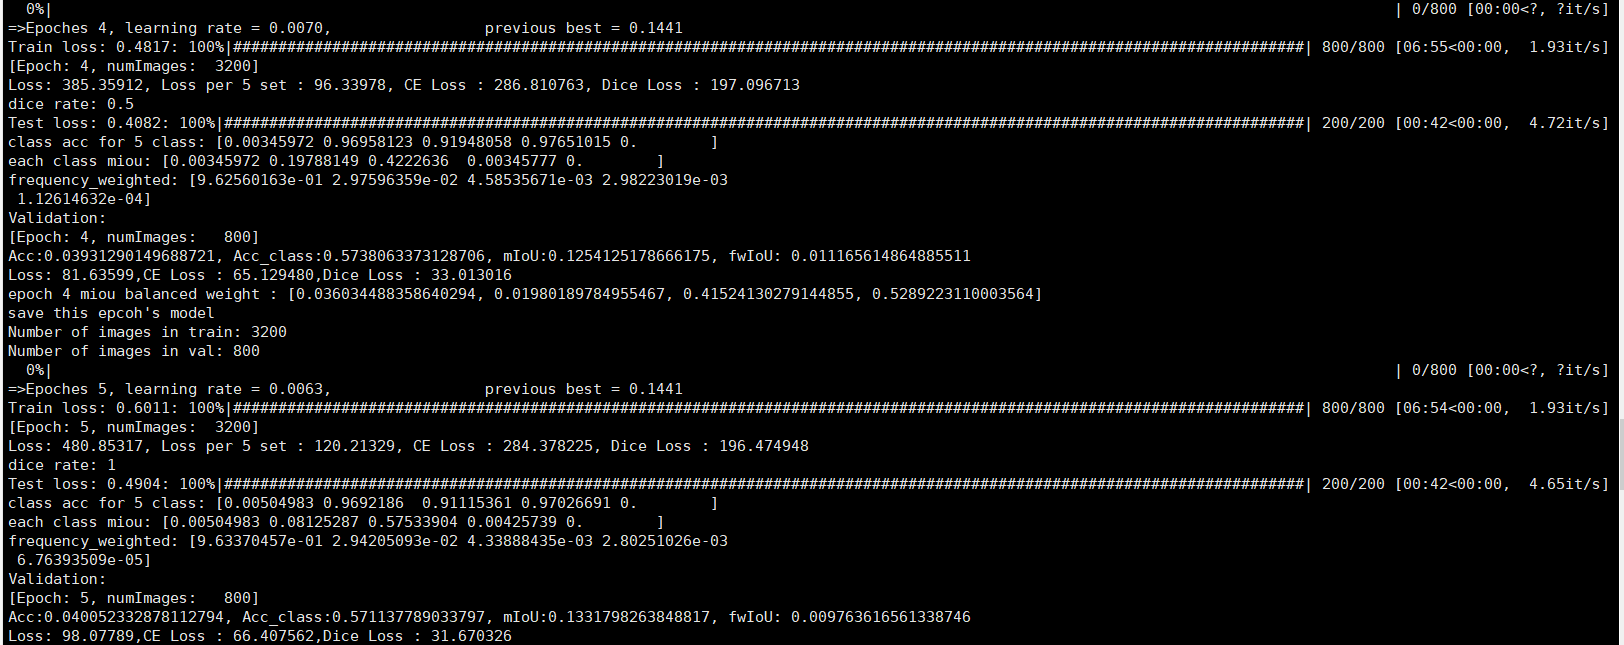 0%| | 0/800 [00:00<?, ?it/s]
=>Epoches 4, learning rate = 0.0070, previous best = 0.1441
Train loss: 0.4817: 100%|########################################################################################################################| 800/800 [06:55<00:00, 1.93it/s]
[Epoch: 4, numImages: 3200]
Loss: 385.35912, Loss per 5 set : 96.33978, CE Loss : 286.810763, Dice Loss : 197.096713
dice rate: 0.5
Test loss: 0.4082: 100%|#########################################################################################################################| 200/200 [00:42<00:00, 4.72it/s]
class acc for 5 class: [0.00345972 0.96958123 0.91948058 0.97651015 0. ]
each class miou: [0.00345972 0.19788149 0.4222636 0.00345777 0. ]
frequency_weighted: [9.62560163e-01 2.97596359e-02 4.58535671e-03 2.98223019e-03
1.12614632e-04]
Validation:
[Epoch: 4, numImages: 800]
Acc:0.03931290149688721, Acc_class:0.5738063373128706, mIoU:0.1254125178666175, fwIoU: 0.011165614864885511
Loss: 81.63599,CE Loss : 65.129480,Dice Loss : 33.013016
epoch 4 miou balanced weight : [0.036034488358640294, 0.01980189784955467, 0.41524130279144855, 0.5289223110003564]
save this epcoh's model
Number of images in train: 3200
Number of images in val: 800
0%| | 0/800 [00:00<?, ?it/s]
=>Epoches 5, learning rate = 0.0063, previous best = 0.1441
Train loss: 0.6011: 100%|########################################################################################################################| 800/800 [06:54<00:00, 1.93it/s]
[Epoch: 5, numImages: 3200]
Loss: 480.85317, Loss per 5 set : 120.21329, CE Loss : 284.378225, Dice Loss : 196.474948
dice rate: 1
Test loss: 0.4904: 100%|#########################################################################################################################| 200/200 [00:42<00:00, 4.65it/s]
class acc for 5 class: [0.00504983 0.9692186 0.91115361 0.97026691 0. ]
each class miou: [0.00504983 0.08125287 0.57533904 0.00425739 0. ]
frequency_weighted: [9.63370457e-01 2.94205093e-02 4.33888435e-03 2.80251026e-03
6.76393509e-05]
Validation:
[Epoch: 5, numImages: 800]
Acc:0.040052332878112794, Acc_class:0.571137789033797, mIoU:0.1331798263848817, fwIoU: 0.009763616561338746
Loss: 98.07789,CE Loss : 66.407562,Dice Loss : 31.670326